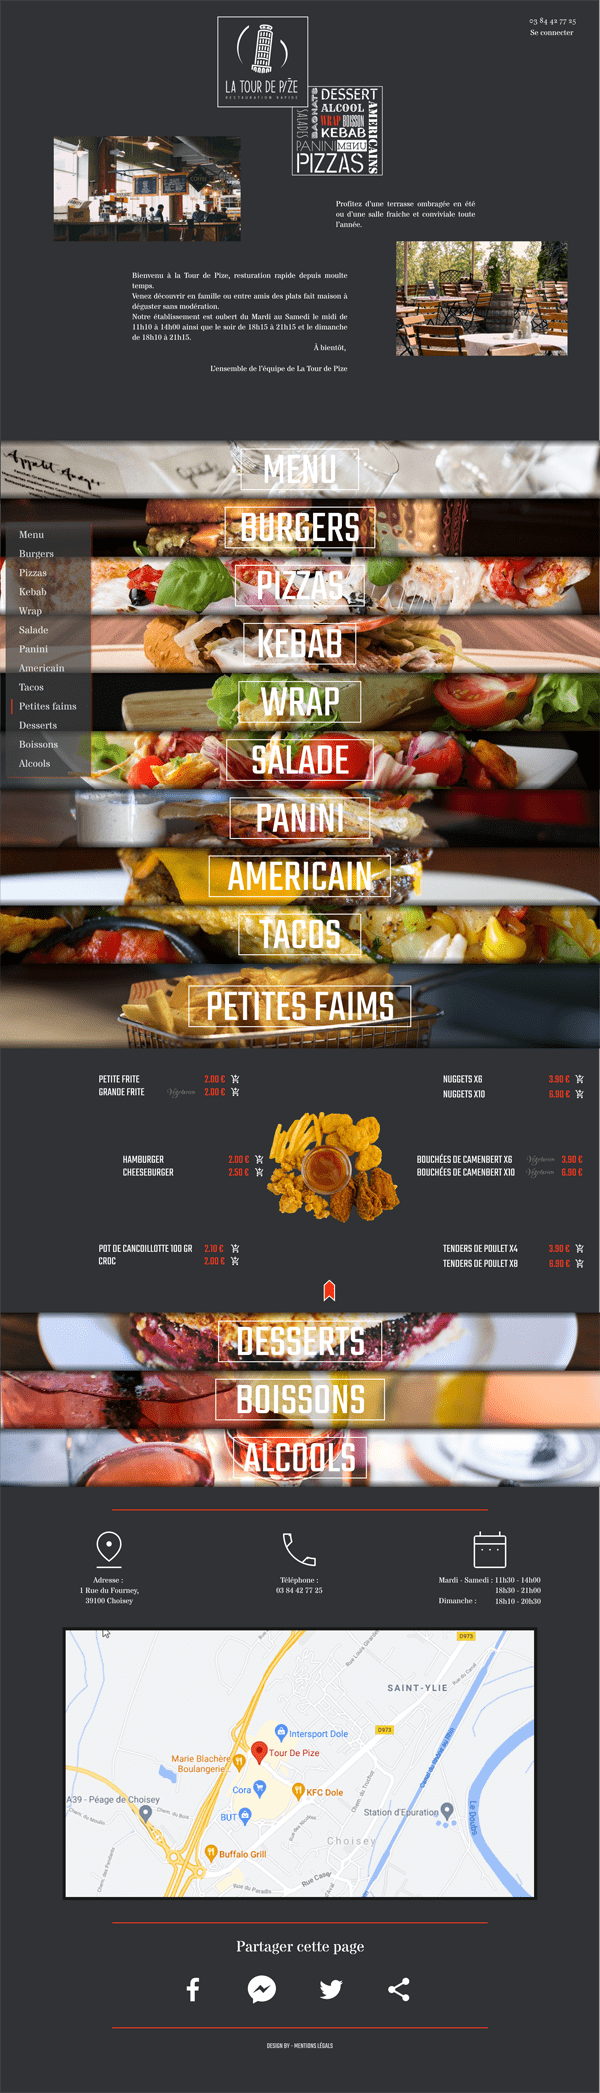 03 84 42 77 25
Se connecter
LA TOUR DE PIZE
RESTAURATION RAPIDE
DESSERT
ALCOOL
WRAP BOISSON
KEBAB
PANINI MENU
PIZZAS
SALADES
BAGNATS
AMERICAINS
Profitez d'une terrasse ombragée en été
ou d'une salle fraiche et conviviale toute
l'année.
Bienvenu à la Tour de Pize, resturation rapide depuis moulte
temps.
Venez découvrir en famille ou entre amis des plats fait maison à
déguster sans modération.
Notre établissement est oubert du Mardi au Samedi le midi de
11h10 à 14h00 ainsi que le soir de 18h15 à 21h15 et le dimanche
de 18h10 à 21h15.
À bientôt,
L'ensemble de l'équipe de La Tour de Pize
MENU
BURGERS
PIZZAS
KEBAB
WRAP
SALADE
PANINI
AMERICAIN
TACOS
PETITES FAIMS
Menu
Burgers
Pizzas
Kebab
Wrap
Salade
Panini
Americain
Tacos
Petites faims
Desserts
Boissons
Alcools
PETITE FRITE 2.00 €
GRANDE FRITE Végétarien 2.00 €
NUGGETS X6 3.90 €
NUGGETS X10 6.90 €
HAMBURGER 2.00 €
CHEESEBURGER 2.50 €
BOUCHÉES DE CAMENBERT X6 Végétarien 3.90 €
BOUCHÉES DE CAMENBERT X10 Végétarien 6.90 €
POT DE CANCOILLOTTE 100 GR 2.10 €
CROC 2.00 €
TENDERS DE POULET X4 3.90 €
TENDERS DE POULET X8 6.90 €
DESSERTS
BOISSONS
ALCOOLS
Adresse :
1 Rue du Fourney,
39100 Choisey
Téléphone :
03 84 42 77 25
Mardi - Samedi : 11h30 - 14h00
18h30 - 21h00
Dimanche : 18h10 - 20h30
D973
SAINT-YLIE
D973
Intersport Dole
Tour De Pize
Marie Blachère
Boulangerie...
Cora
KFC Dole
A39 - Péage de Choisey
BUT
Station d'Epuration
Le Doubs
Choisey
Buffalo Grill
Rue Casq
Rue du Paradis
Partager cette page
DESIGN BY - MENTIONS LÉGALS